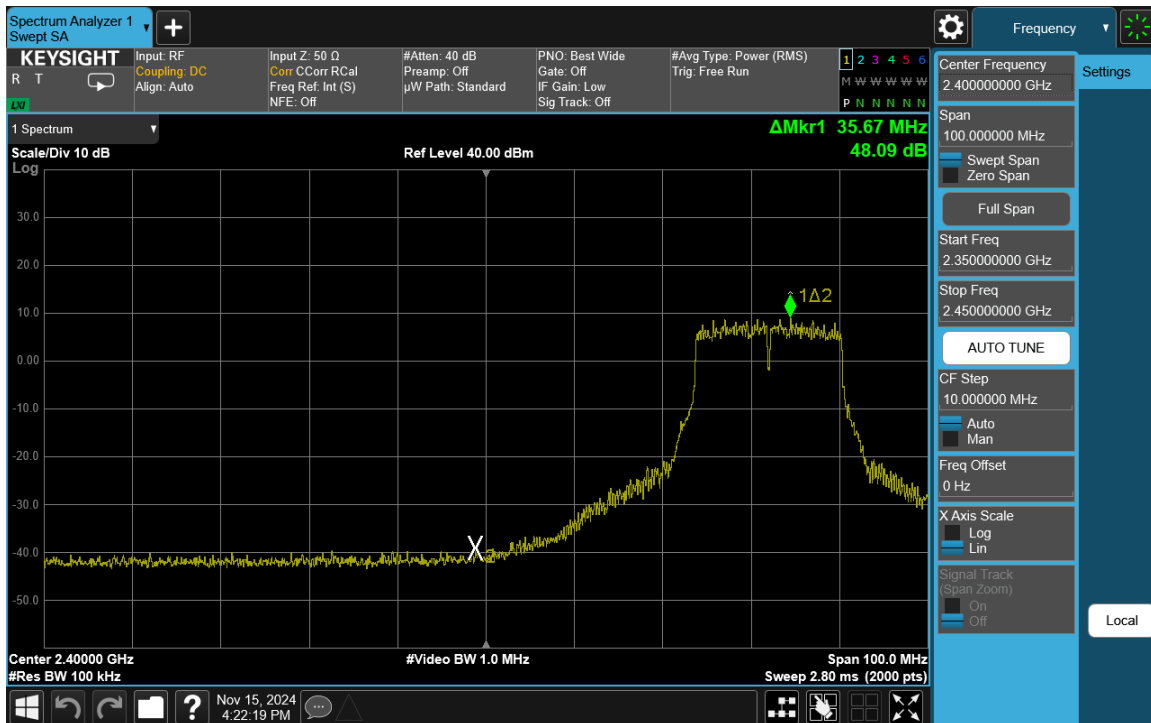 Spectrum Analyzer 1
Swept SA
Frequency
KEYSIGHT
R T
LXI
Input: RF
Coupling: DC
Align: Auto
Input Z: 50 Ω
Corr CCorr RCal
Freq Ref: Int (S)
NFE: Off
#Atten: 40 dB
Preamp: Off
µW Path: Standard
PNO: Best Wide
Gate: Off
IF Gain: Low
Sig Track: Off
#Avg Type: Power (RMS)
Trig: Free Run
1 2 3 4 5 6
M W W W W W
P N N N N N
1 Spectrum
Scale/Div 10 dB
Log
Ref Level 40.00 dBm
ΔMkr1 35.67 MHz
48.09 dB
30.0
20.0
10.0
0.00
-10.0
-20.0
-30.0
-40.0
-50.0
1Δ2
X
Center 2.40000 GHz
#Res BW 100 kHz
#Video BW 1.0 MHz
Span 100.0 MHz
Sweep 2.80 ms (2000 pts)
Center Frequency
2.400000000 GHz
Settings
Span
100.000000 MHz
Swept Span
Zero Span
Full Span
Start Freq
2.350000000 GHz
Stop Freq
2.450000000 GHz
AUTO TUNE
CF Step
10.000000 MHz
Auto
Man
Freq Offset
0 Hz
X Axis Scale
Log
Lin
Signal Track
(Span Zoom)
On
Off
Local
?
Nov 15, 2024
4:22:19 PM